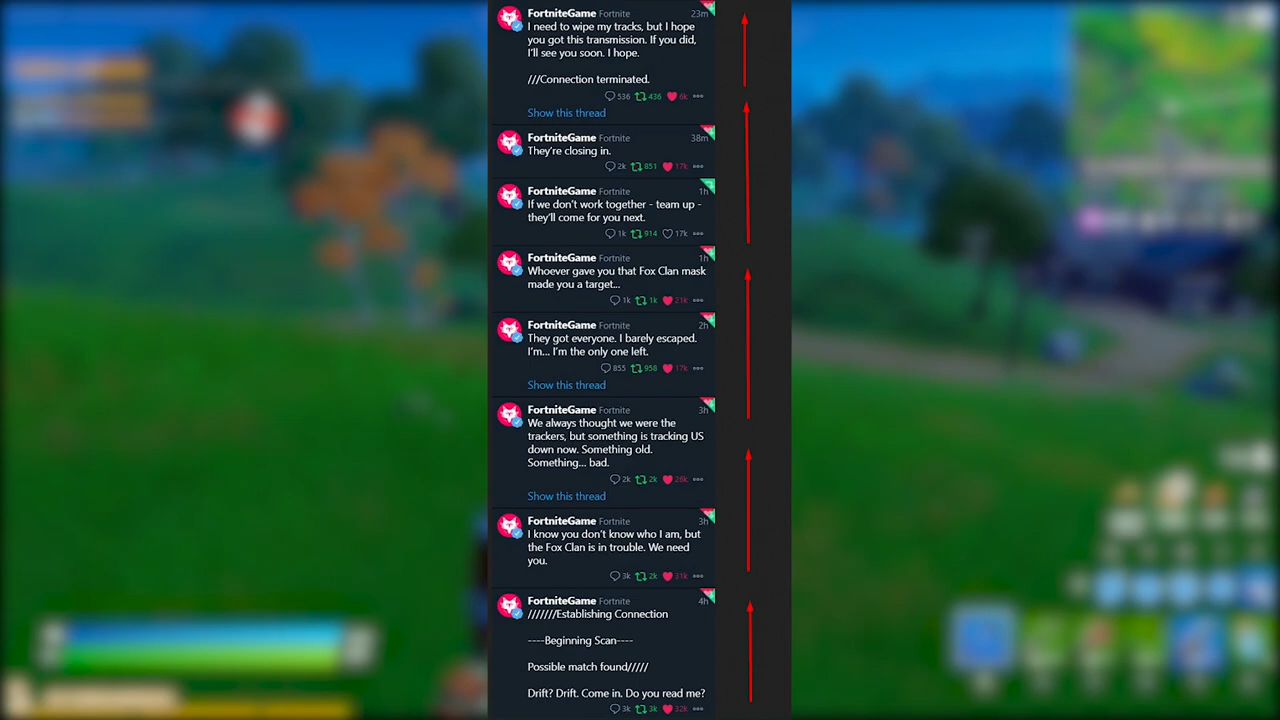 FortniteGame Fortnite 23m
I need to wipe my tracks, but I hope
you got this transmission. If you did,
I'll see you soon. I hope.
///Connection terminated.
536 436 6k
Show this thread
FortniteGame Fortnite 38m
They're closing in.
2k 851 17k
FortniteGame Fortnite 1h
If we don't work together - team up -
they'll come for you next.
1k 914 17k
FortniteGame Fortnite 1h
Whoever gave you that Fox Clan mask
made you a target...
1k 1k 21k
FortniteGame Fortnite 2h
They got everyone. I barely escaped.
I'm... I'm the only one left.
855 958 17k
Show this thread
FortniteGame Fortnite 3h
We always thought we were the
trackers, but something is tracking US
down now. Something old.
Something... bad.
2k 2k 26k
Show this thread
FortniteGame Fortnite 3h
I know you don't know who I am, but
the Fox Clan is in trouble. We need
you.
3k 2k 31k
FortniteGame Fortnite 4h
///////Establishing Connection
----Beginning Scan----
Possible match found/////
Drift? Drift. Come in. Do you read me?
3k 3k 32k